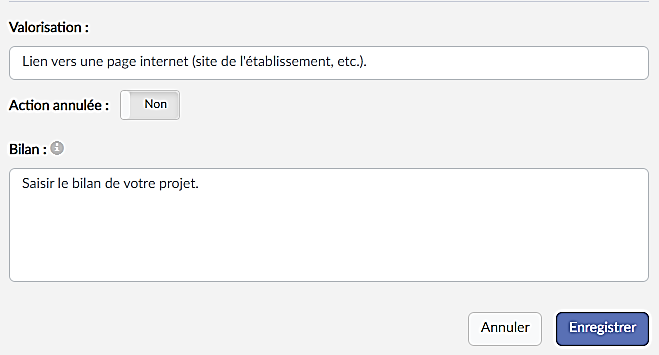 Valorisation :
Lien vers une page internet (site de l'établissement, etc.).
Action annulée : Non
Bilan :
Saisir le bilan de votre projet.
Annuler Enregistrer